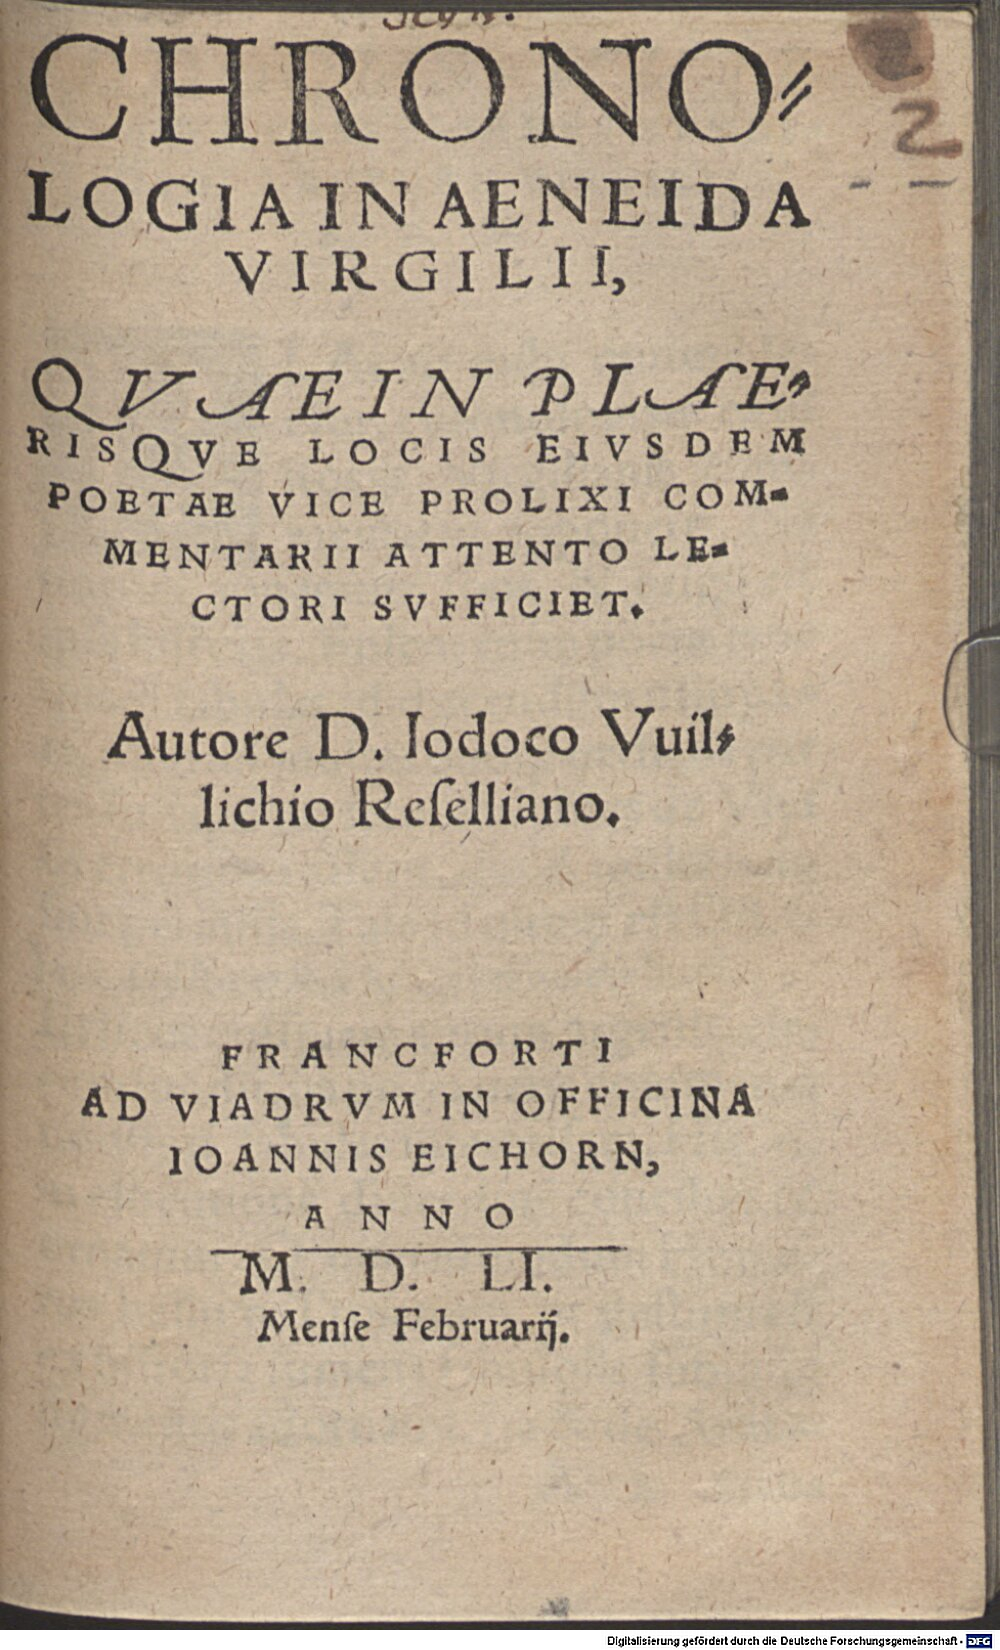 2
CHRONO⸗
LOGIA IN AENEIDA
VIRGILII,
QVAE IN PLAE⸗
RISQVE LOCIS EIVSDEM
POETAE VICE PROLIXI COM⸗
MENTARII ATTENTO LE⸗
CTORI SVFFICIET.
Autore D. Iodoco Vuil⸗
lichio Reſelliano.
FRANCFORTI
AD VIADRVM IN OFFICINA
IOANNIS EICHORN,
ANNO
M. D. LI.
Menſe Februarij.
Digitalisierung gefördert durch die Deutsche Forschungsgemeinschaft - DFG